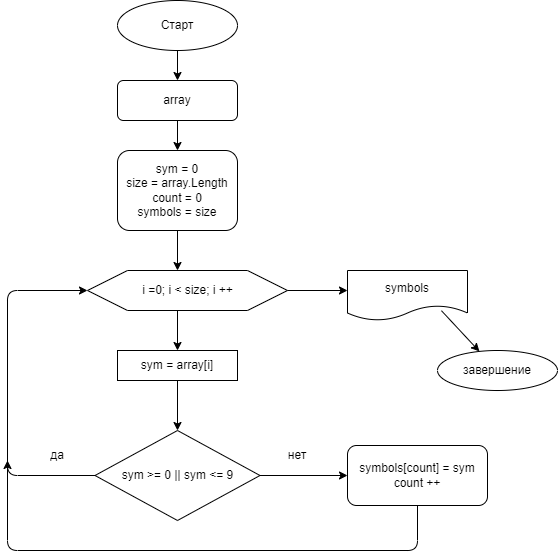 Старт
array
sym = 0
size = array.Length
count = 0
symbols = size
i =0; i < size; i ++
symbols
sym = array[i]
завершение
да
sym >= 0 || sym <= 9
нет
symbols[count] = sym
count ++